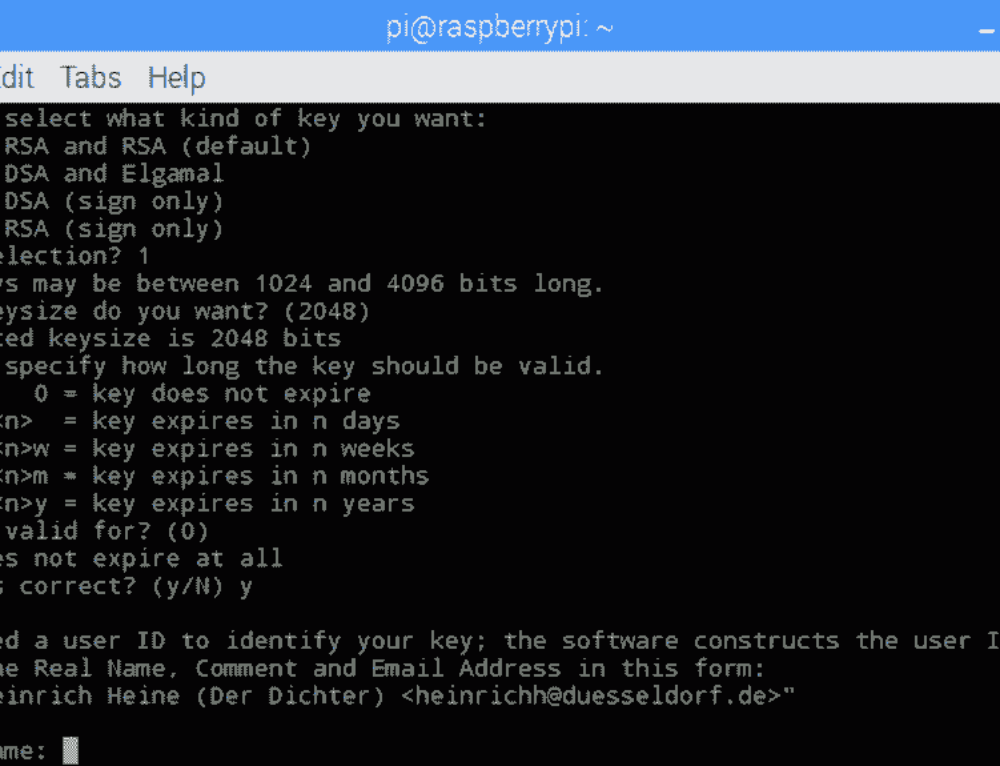 pi@raspberrypi: ~
dit Tabs Help
select what kind of key you want:
RSA and RSA (default)
DSA and Elgamal
DSA (sign only)
RSA (sign only)
election? 1
ys may be between 1024 and 4096 bits long.
eysize do you want? (2048)
ted keysize is 2048 bits
specify how long the key should be valid.
0 = key does not expire
<n>  = key expires in n days
<n>w = key expires in n weeks
<n>m = key expires in n months
<n>y = key expires in n years
valid for? (0)
es not expire at all
s correct? (y/N) y
ed a user ID to identify your key; the software constructs the user I
he Real Name, Comment and Email Address in this form:
einrich Heine (Der Dichter) <heinrichh@duesseldorf.de>"
ame: